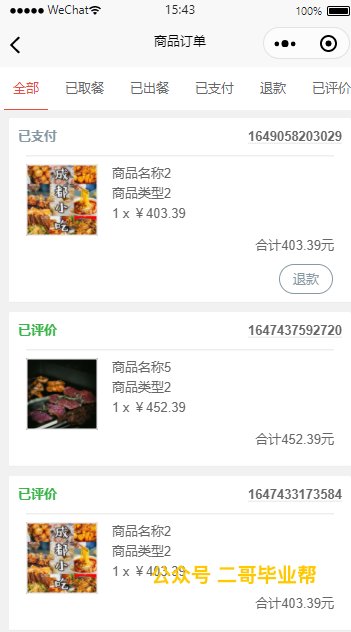 WeChat 15:43 100%
商品订单
全部 已取餐 已出餐 已支付 退款 已评价
已支付 1649058203029
成都小吃
商品名称2
商品类型2
1 x ￥403.39
合计403.39元
退款
已评价 1647437592720
商品名称5
商品类型2
1 x ￥452.39
合计452.39元
已评价 1647433173584
成都小吃
商品名称2
商品类型2
1 x ￥403.39
公众号 二哥毕业帮
合计403.39元